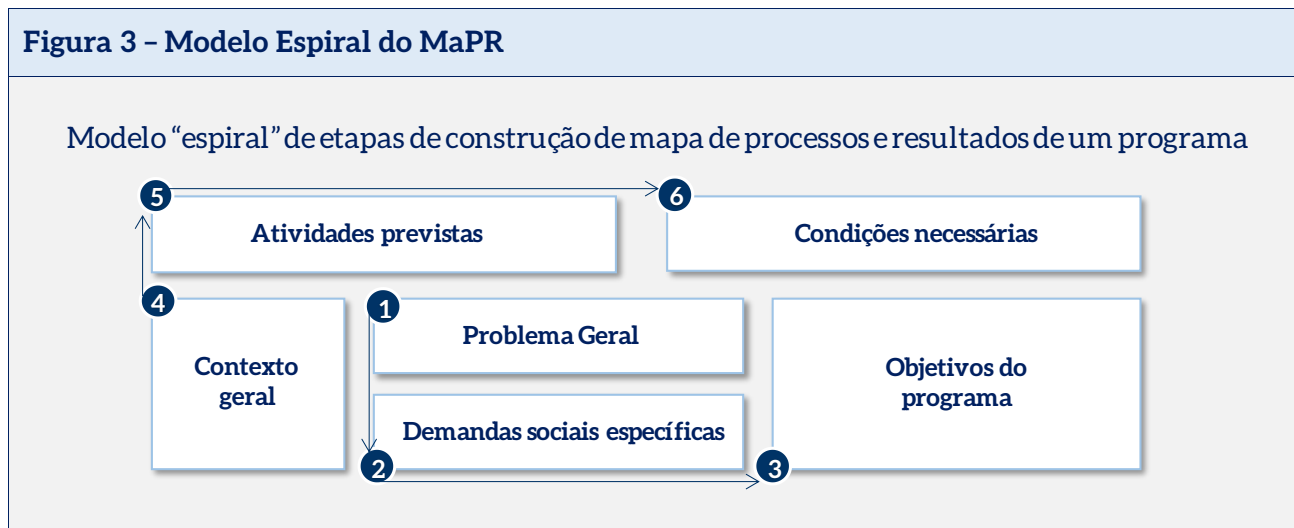 Figura 3 – Modelo Espiral do MaPR
Modelo “espiral” de etapas de construção de mapa de processos e resultados de um programa
5
6
Atividades previstas
Condições necessárias
4
1
Problema Geral
Contexto
geral
Objetivos do
programa
Demandas sociais específicas
2
3